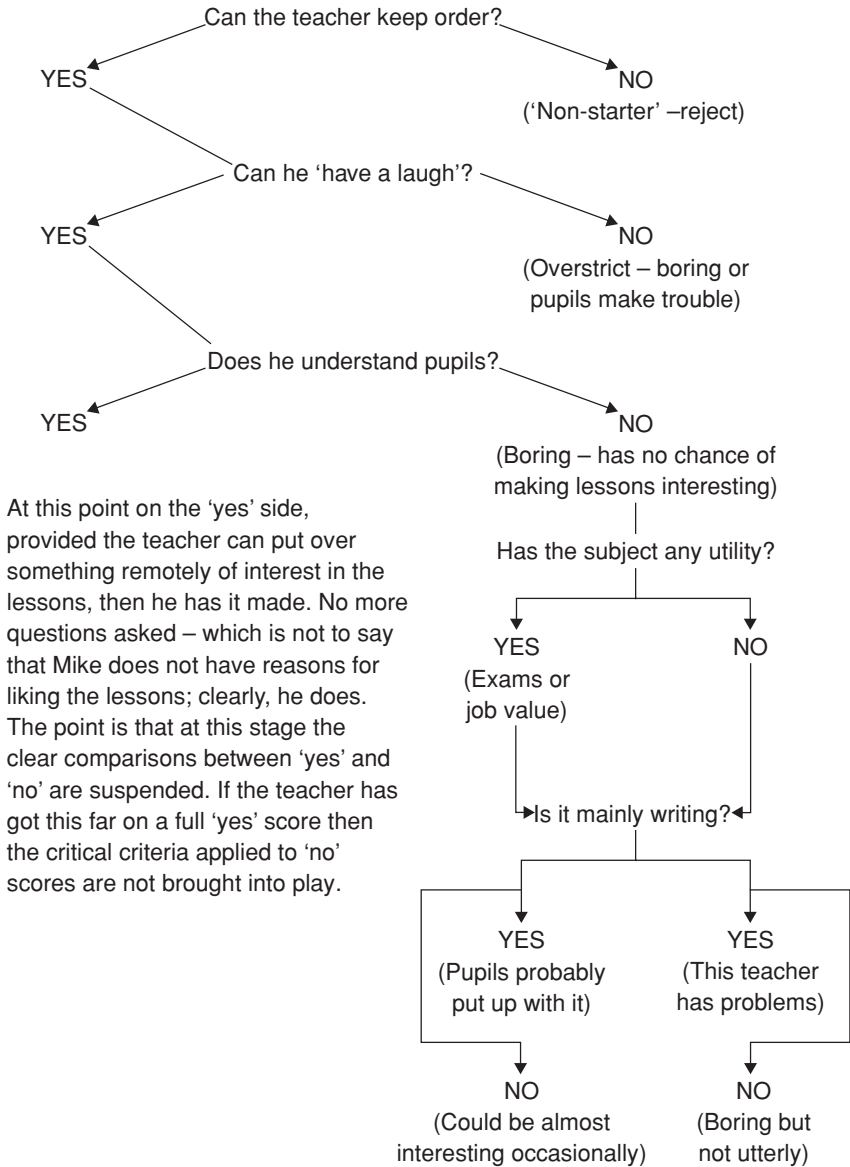 Can the teacher keep order?
YES
NO
(‘Non-starter’ –reject)
Can he ‘have a laugh’?
YES
NO
(Overstrict – boring or
pupils make trouble)
Does he understand pupils?
YES
NO
(Boring – has no chance of
making lessons interesting)
At this point on the ‘yes’ side,
provided the teacher can put over
something remotely of interest in the
lessons, then he has it made. No more
questions asked – which is not to say
that Mike does not have reasons for
liking the lessons; clearly, he does.
The point is that at this stage the
clear comparisons between ‘yes’ and
‘no’ are suspended. If the teacher has
got this far on a full ‘yes’ score then
the critical criteria applied to ‘no’
scores are not brought into play.
Has the subject any utility?
YES
(Exams or
job value)
NO
Is it mainly writing?
YES
(Pupils probably
put up with it)
YES
(This teacher
has problems)
NO
(Could be almost
interesting occasionally)
NO
(Boring but
not utterly)